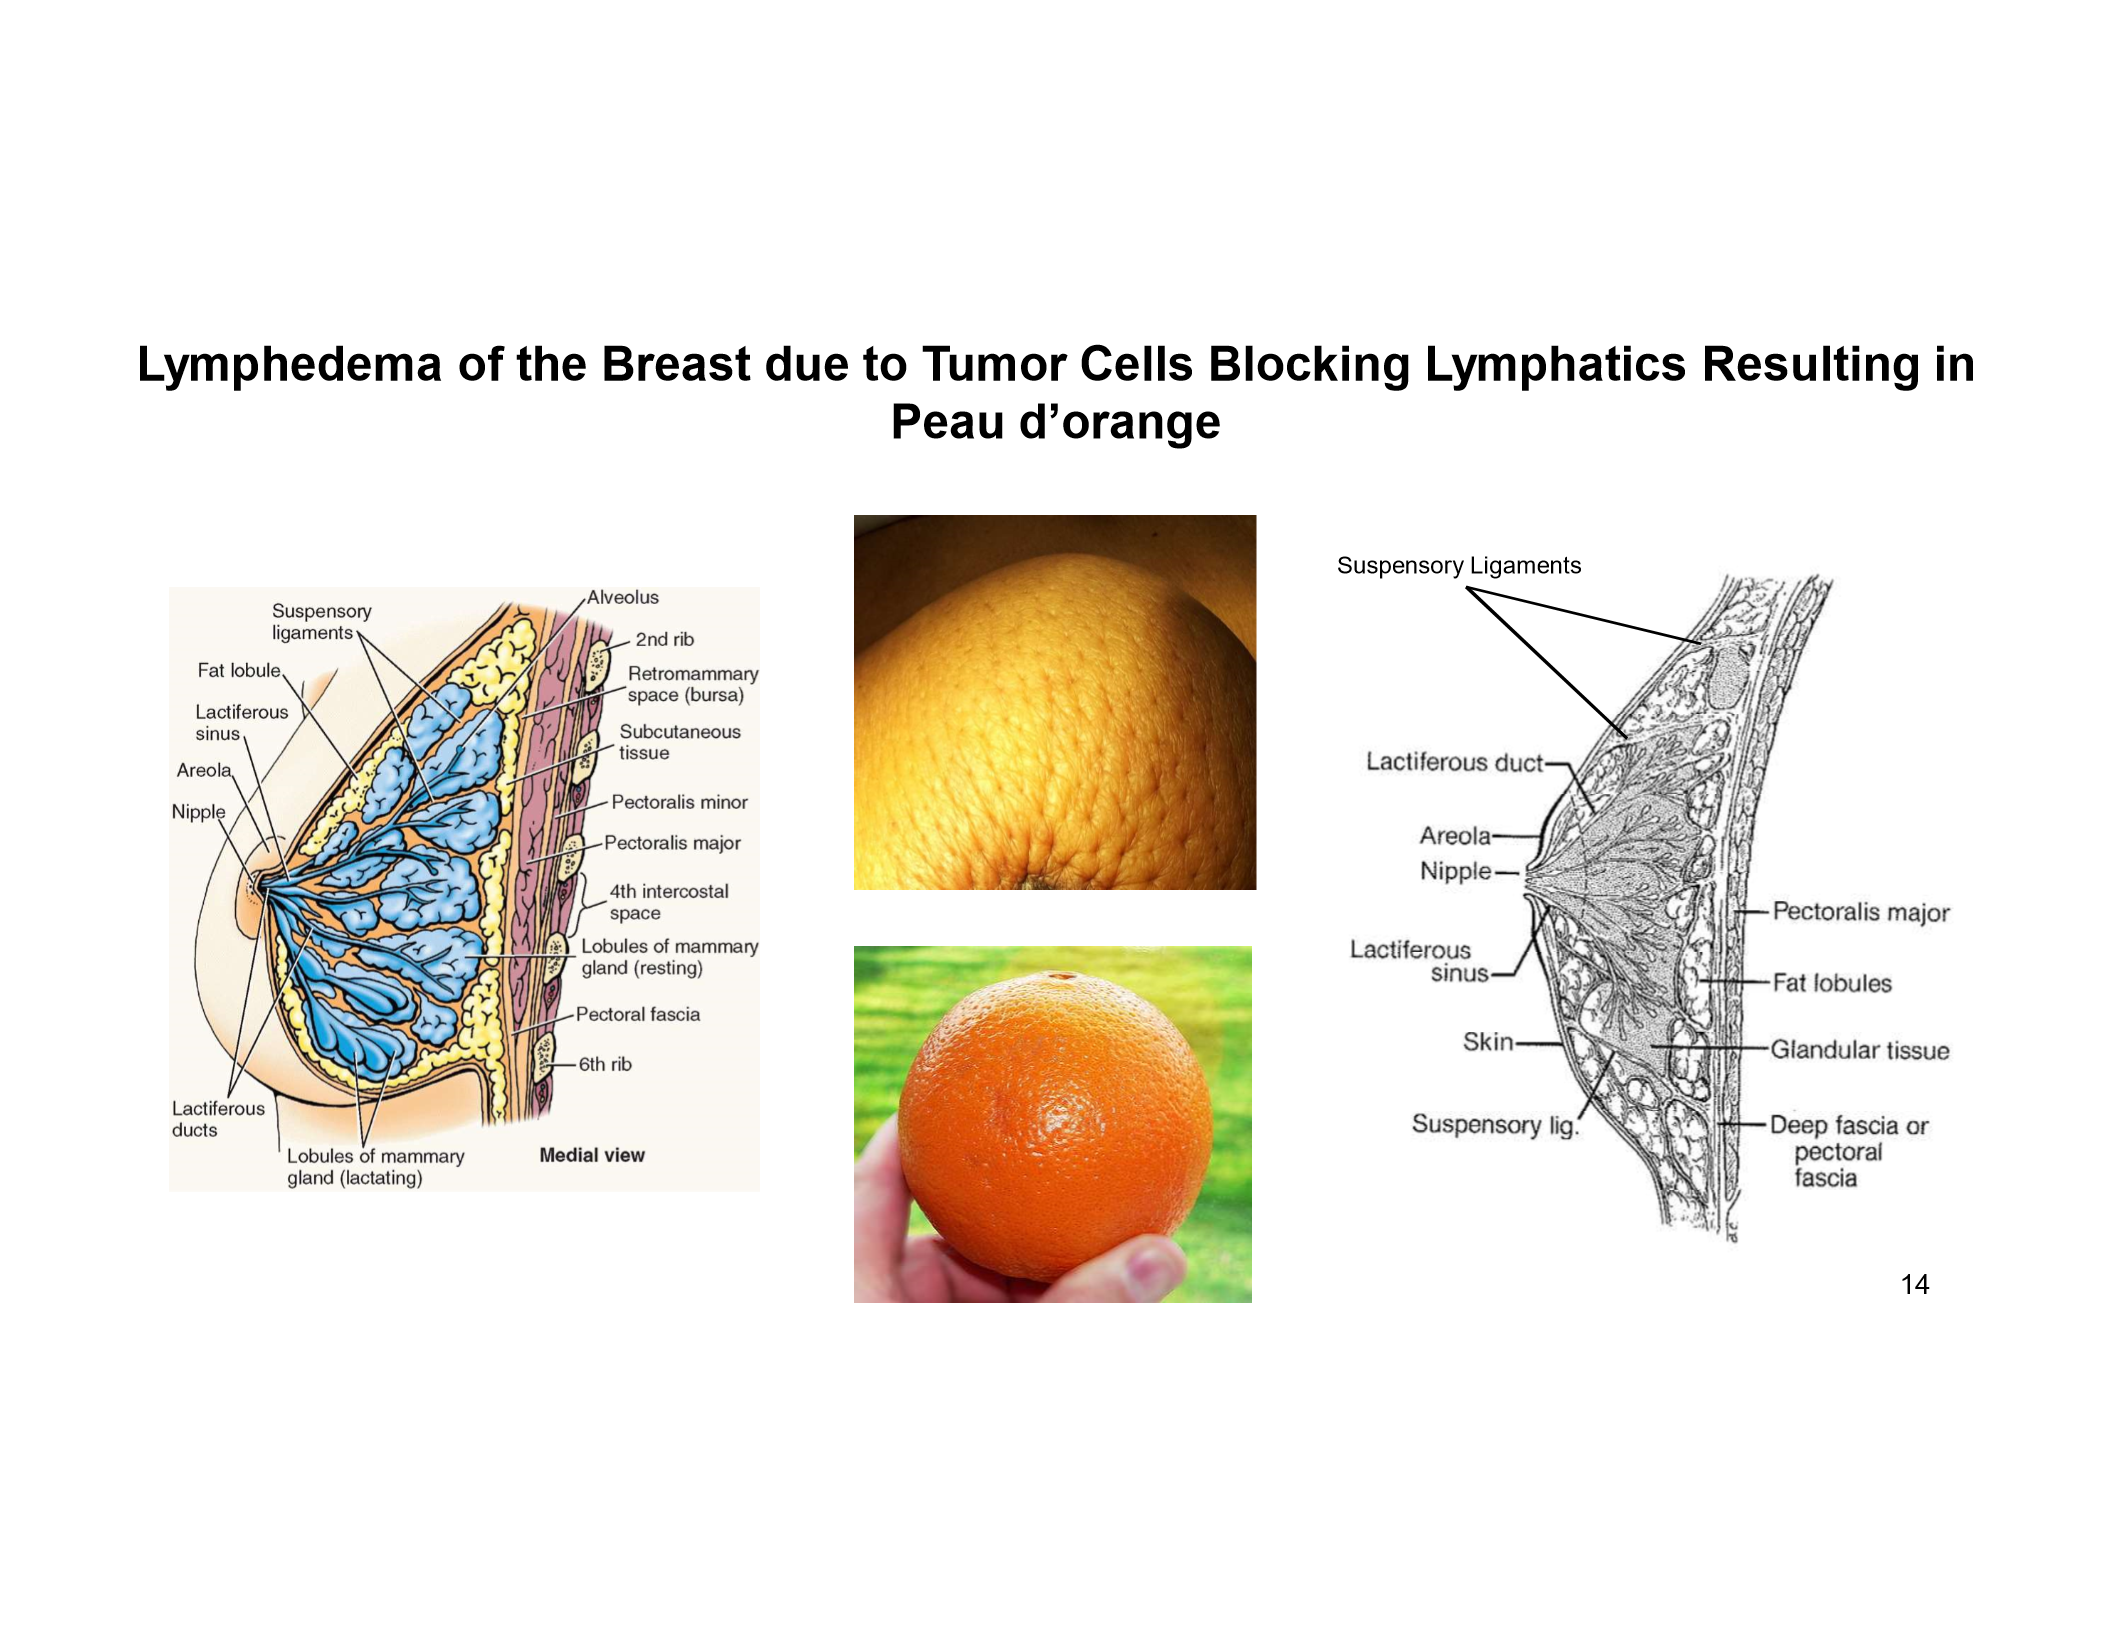 Lymphedema of the Breast due to Tumor Cells Blocking Lymphatics Resulting in
Peau d’orange
Alveolus
Suspensory
ligaments
2nd rib
Fat lobule
Retromammary
space (bursa)
Lactiferous
sinus
Subcutaneous
tissue
Areola
Nipple
Pectoralis minor
Pectoralis major
4th intercostal
space
Lobules of mammary
gland (resting)
Pectoral fascia
6th rib
Lactiferous
ducts
Lobules of mammary
gland (lactating)
Medial view
Suspensory Ligaments
Lactiferous duct
Areola
Nipple
Pectoralis major
Lactiferous
sinus
Fat lobules
Skin
Glandular tissue
Suspensory lig.
Deep fascia or
pectoral
fascia
14